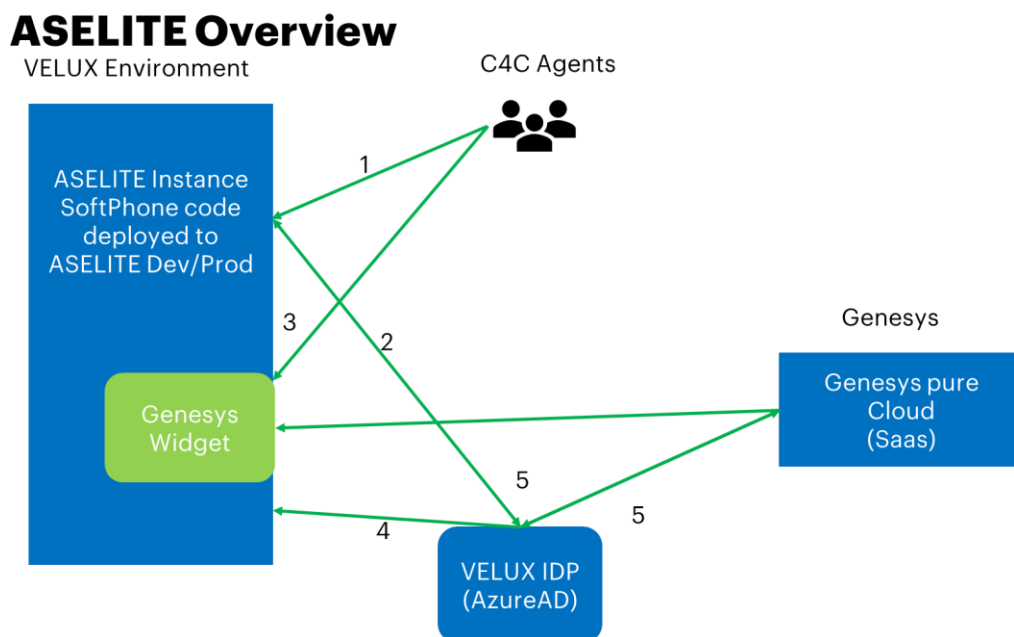 ASELITE Overview
VELUX Environment
C4C Agents
1
ASELITE Instance
SoftPhone code
deployed to
ASELITE Dev/Prod
3
2
Genesys
Genesys pure
Cloud
(Saas)
Genesys
Widget
5
5
4
VELUX IDP
(AzureAD)